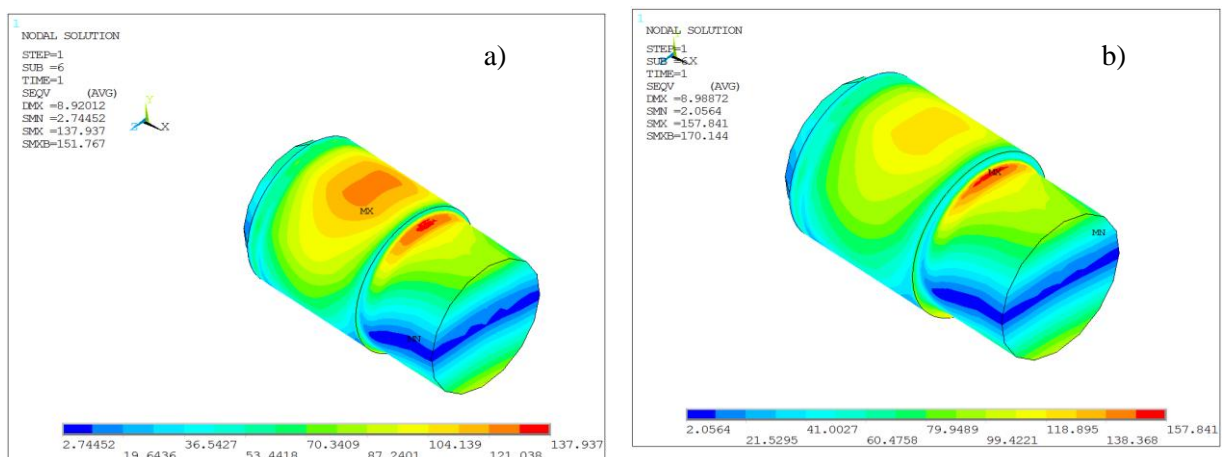 1
NODAL SOLUTION
STEP=1
SUB =6
TIME=1
SEQV (AVG)
DMX =8.92012
SMN =2.74452
SMX =137.937
SMXB=151.767
a)
Y
Z X
MX
MN
2.74452 36.5427 70.3409 104.139 137.937
19.6436 53.4418 87.2401 121.038
1
NODAL SOLUTION
STEP=1
SUB =6
TIME=1
SEQV (AVG)
DMX =8.98872
SMN =2.0564
SMX =157.841
SMXB=170.144
b)
X
MX
MN
2.0564 41.0027 79.9489 118.895 157.841
21.5295 60.4758 99.4221 138.368